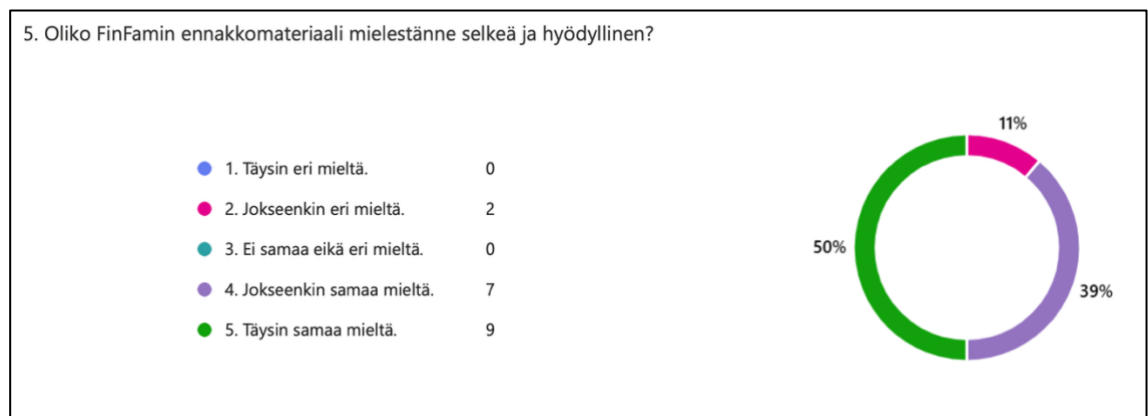 5. Oliko FinFamin ennakkomateriaali mielestänne selkeä ja hyödyllinen?
1. Täysin eri mieltä. 0
2. Jokseenkin eri mieltä. 2
3. Ei samaa eikä eri mieltä. 0
4. Jokseenkin samaa mieltä. 7
5. Täysin samaa mieltä. 9
11%
50%
39%